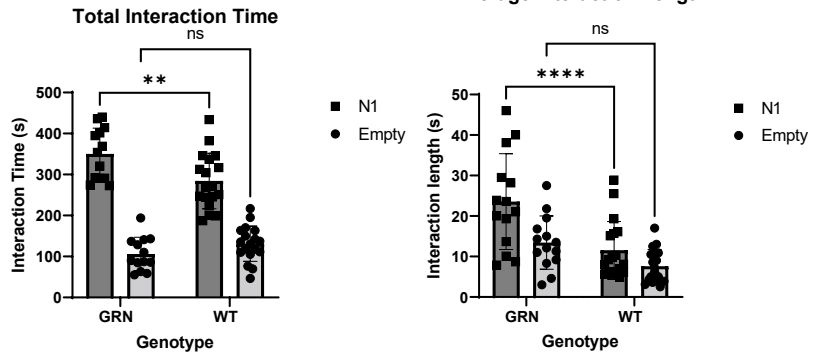 Total Interaction Time
ns
**
500
400
300
200
100
0
Interaction Time (s)
GRN
WT
Genotype
N1
Empty
ns
****
50
40
30
20
10
0
Interaction length (s)
GRN
WT
Genotype
N1
Empty